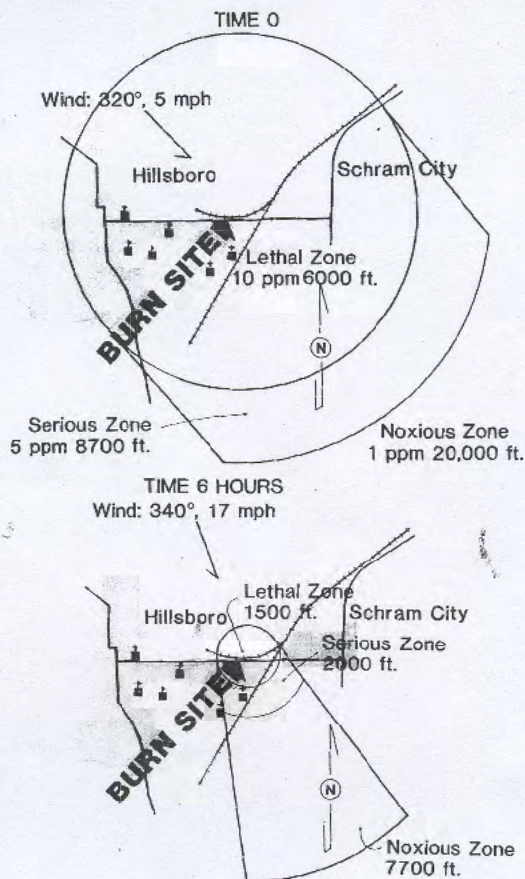 TIME 0
Wind: 320°, 5 mph
Hillsboro
Schram City
Lethal Zone
10 ppm 6000 ft.
BURN SITE
N
Serious Zone
5 ppm 8700 ft.
Noxious Zone
1 ppm 20,000 ft.
TIME 6 HOURS
Wind: 340°, 17 mph
Lethal Zone
1500 ft.
Hillsboro
Schram City
Serious Zone
2000 ft.
BURN SITE
N
Noxious Zone
7700 ft.